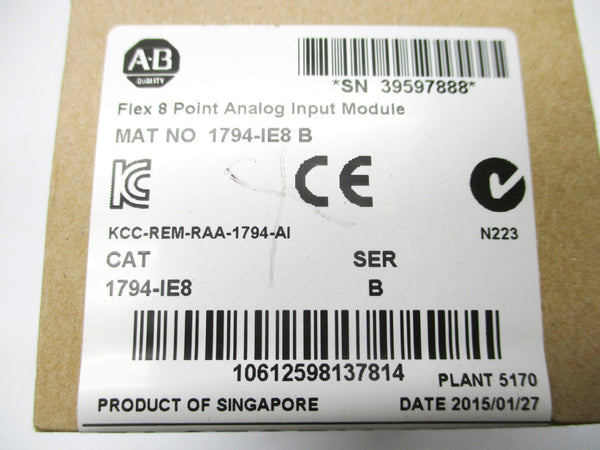 A-B
QUALITY
*SN 39597888*
Flex 8 Point Analog Input Module
MAT NO 1794-IE8 B
KC
CE
KCC-REM-RAA-1794-AI
N223
CAT SER
1794-IE8 B
10612598137814
PLANT 5170
PRODUCT OF SINGAPORE DATE 2015/01/27